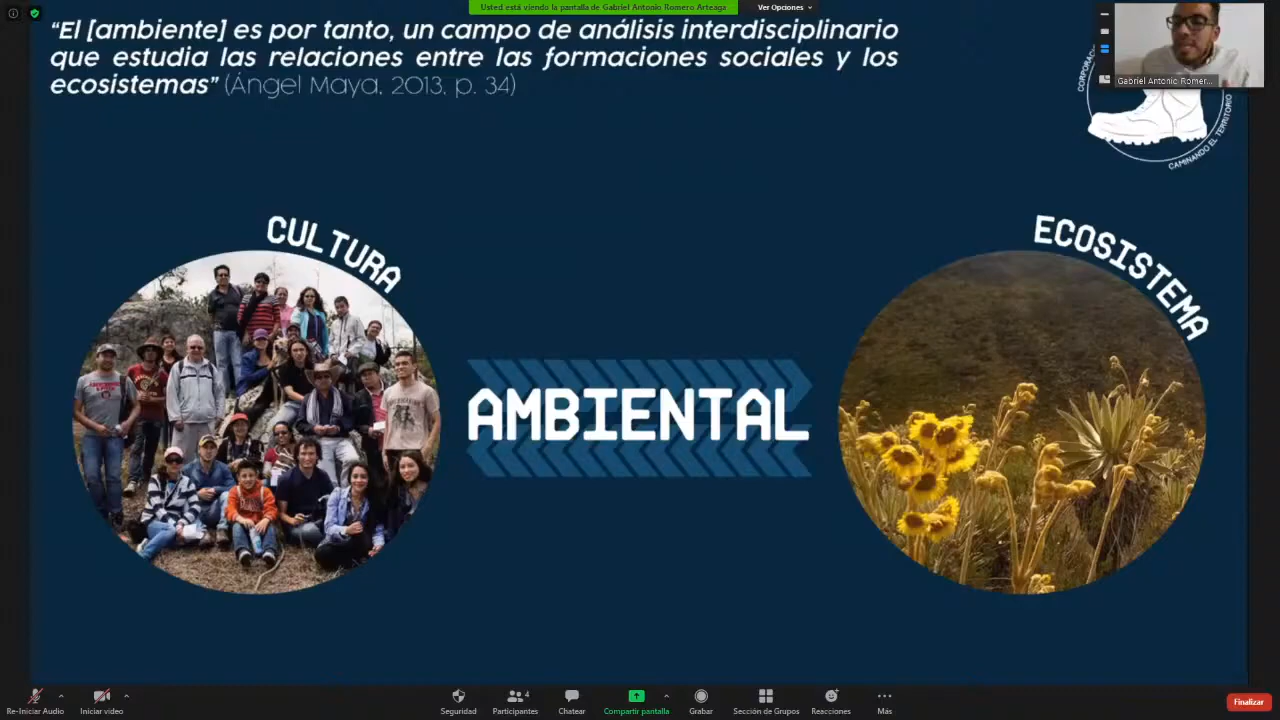 Usted está viendo la pantalla de Gabriel Antonio Romero Arteaga
Ver Opciones
“El [ambiente] es por tanto, un campo de análisis interdisciplinario
que estudia las relaciones entre las formaciones sociales y los
ecosistemas” (Ángel Maya, 2013, p. 34)
Gabriel Antonio Romer...
CAMINANDO EL TERRITORIO
CULTURA
ECOSISTEMA
AMBIENTAL
Re-Iniciar Audio
Iniciar video
Seguridad
4
Participantes
Chatear
Compartir pantalla
Grabar
Sección de Grupos
Reacciones
Más
Finalizar